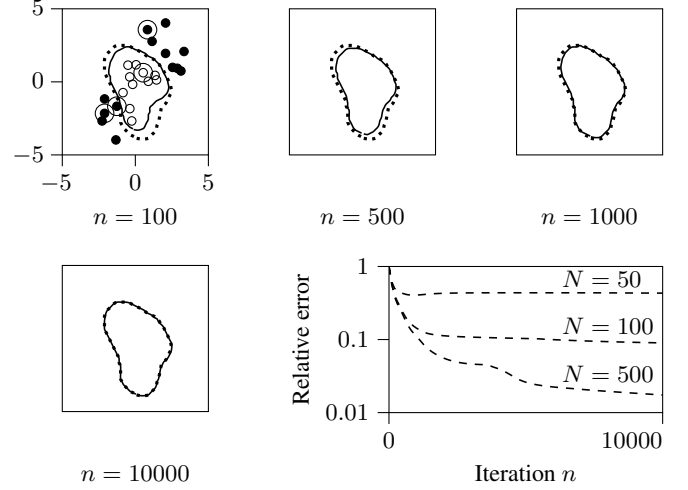 5
0
−5
−5 0 5
n = 100
n = 500
n = 1000
n = 10000
Relative error
1
0.1
0.01
N = 50
N = 100
N = 500
0 10000
Iteration n